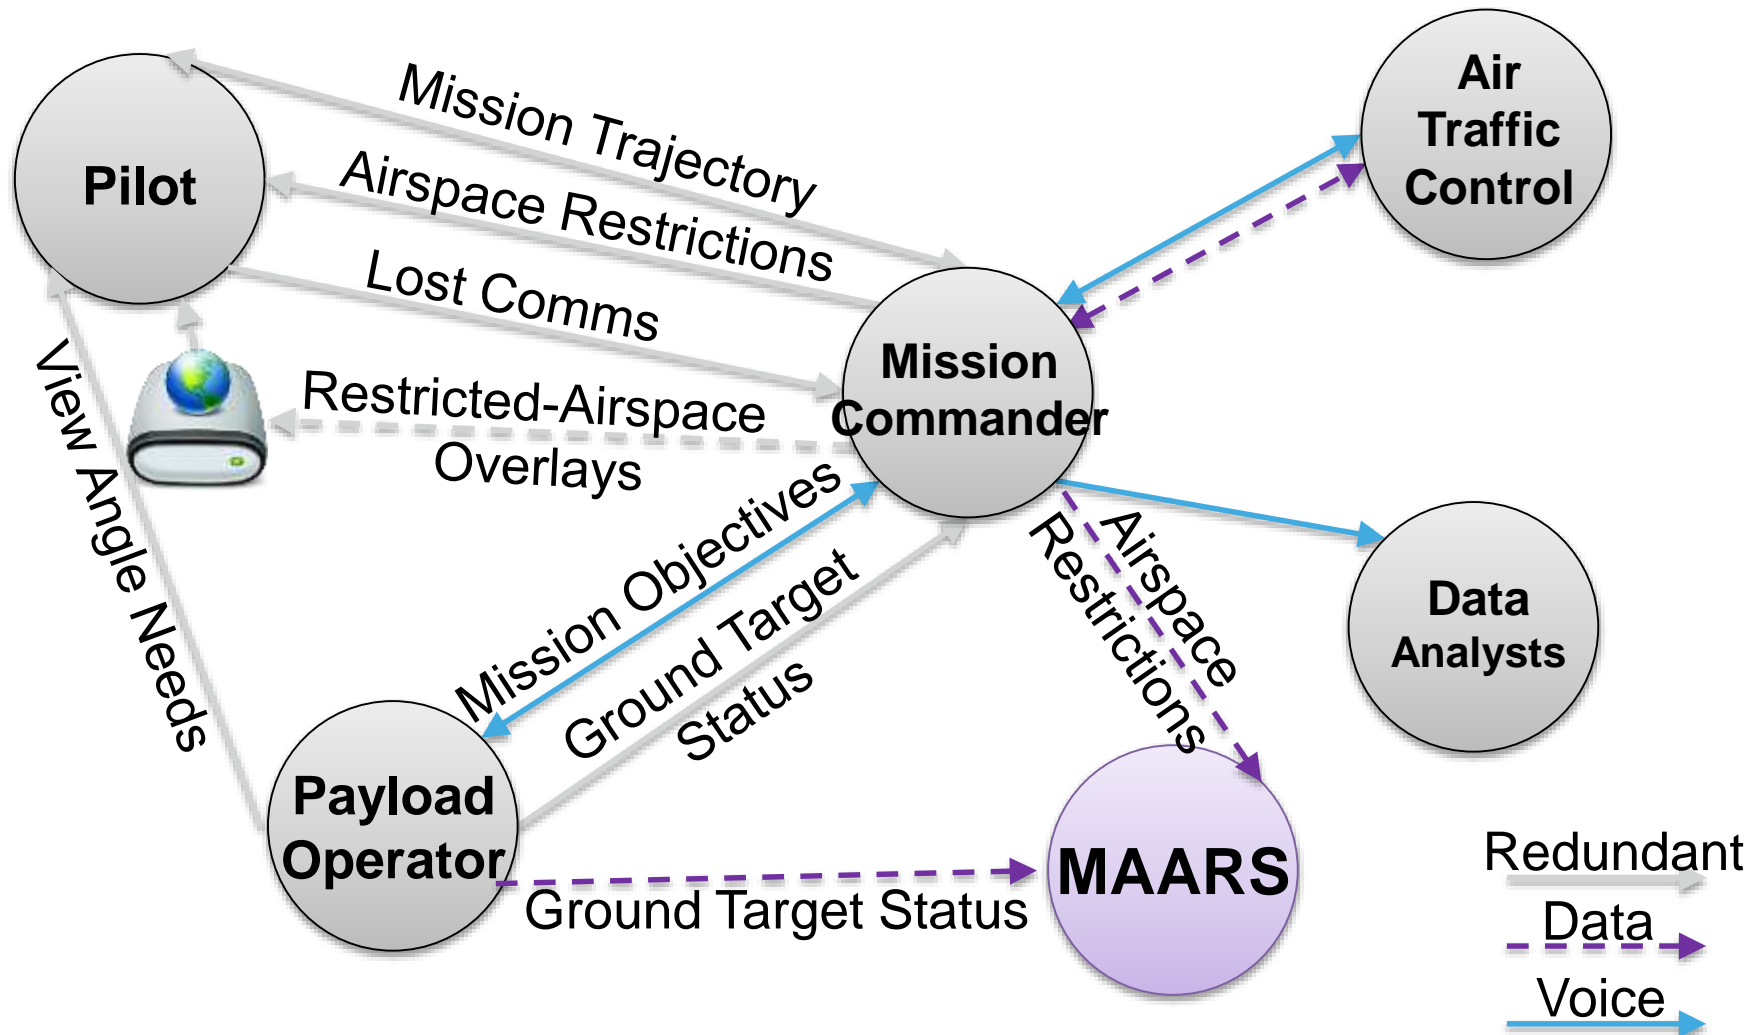 Pilot
Mission Trajectory
Airspace Restrictions
Lost Comms
Air
Traffic
Control
Mission
Commander
Restricted-Airspace
Overlays
View Angle Needs
Mission Objectives
Ground Target
Status
Airspace
Restrictions
Data
Analysts
Payload
Operator
Ground Target Status
MAARS
Redundant
Data
Voice